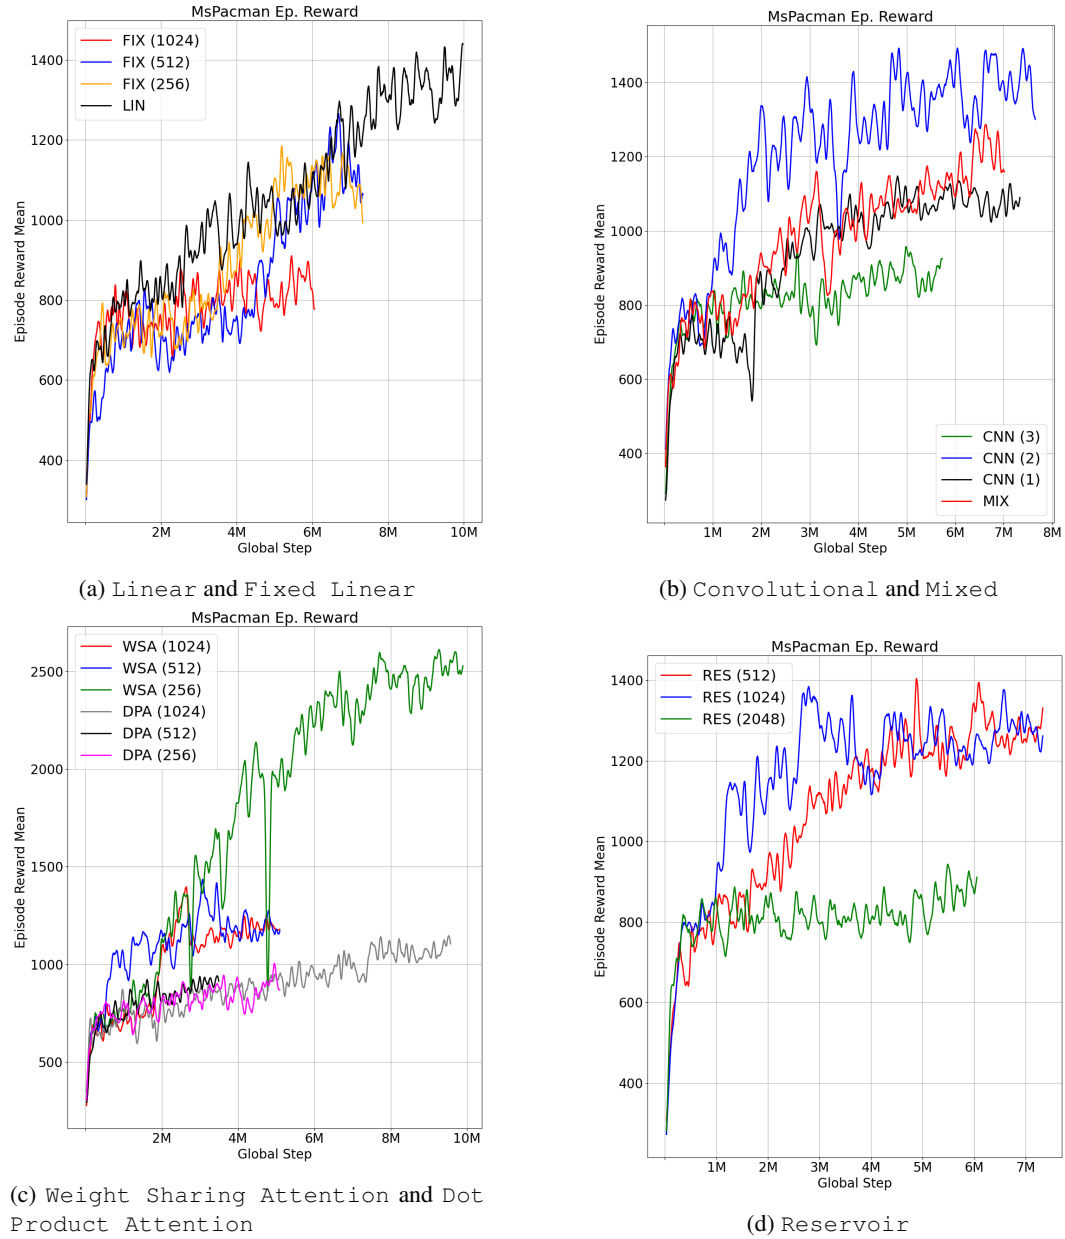 MsPacman Ep. Reward
FIX (1024)
FIX (512)
FIX (256)
LIN
1400
1200
1000
800
600
400
Episode Reward Mean
2M 4M 6M 8M 10M
Global Step
(a) Linear and Fixed Linear
MsPacman Ep. Reward
1400
1200
1000
800
600
400
Episode Reward Mean
CNN (3)
CNN (2)
CNN (1)
MIX
1M 2M 3M 4M 5M 6M 7M 8M
Global Step
(b) Convolutional and Mixed
MsPacman Ep. Reward
WSA (1024)
WSA (512)
WSA (256)
DPA (1024)
DPA (512)
DPA (256)
2500
2000
1500
1000
500
Episode Reward Mean
2M 4M 6M 8M 10M
Global Step
(c) Weight Sharing Attention and Dot
Product Attention
MsPacman Ep. Reward
RES (512)
RES (1024)
RES (2048)
1400
1200
1000
800
600
400
Episode Reward Mean
1M 2M 3M 4M 5M 6M 7M
Global Step
(d) Reservoir